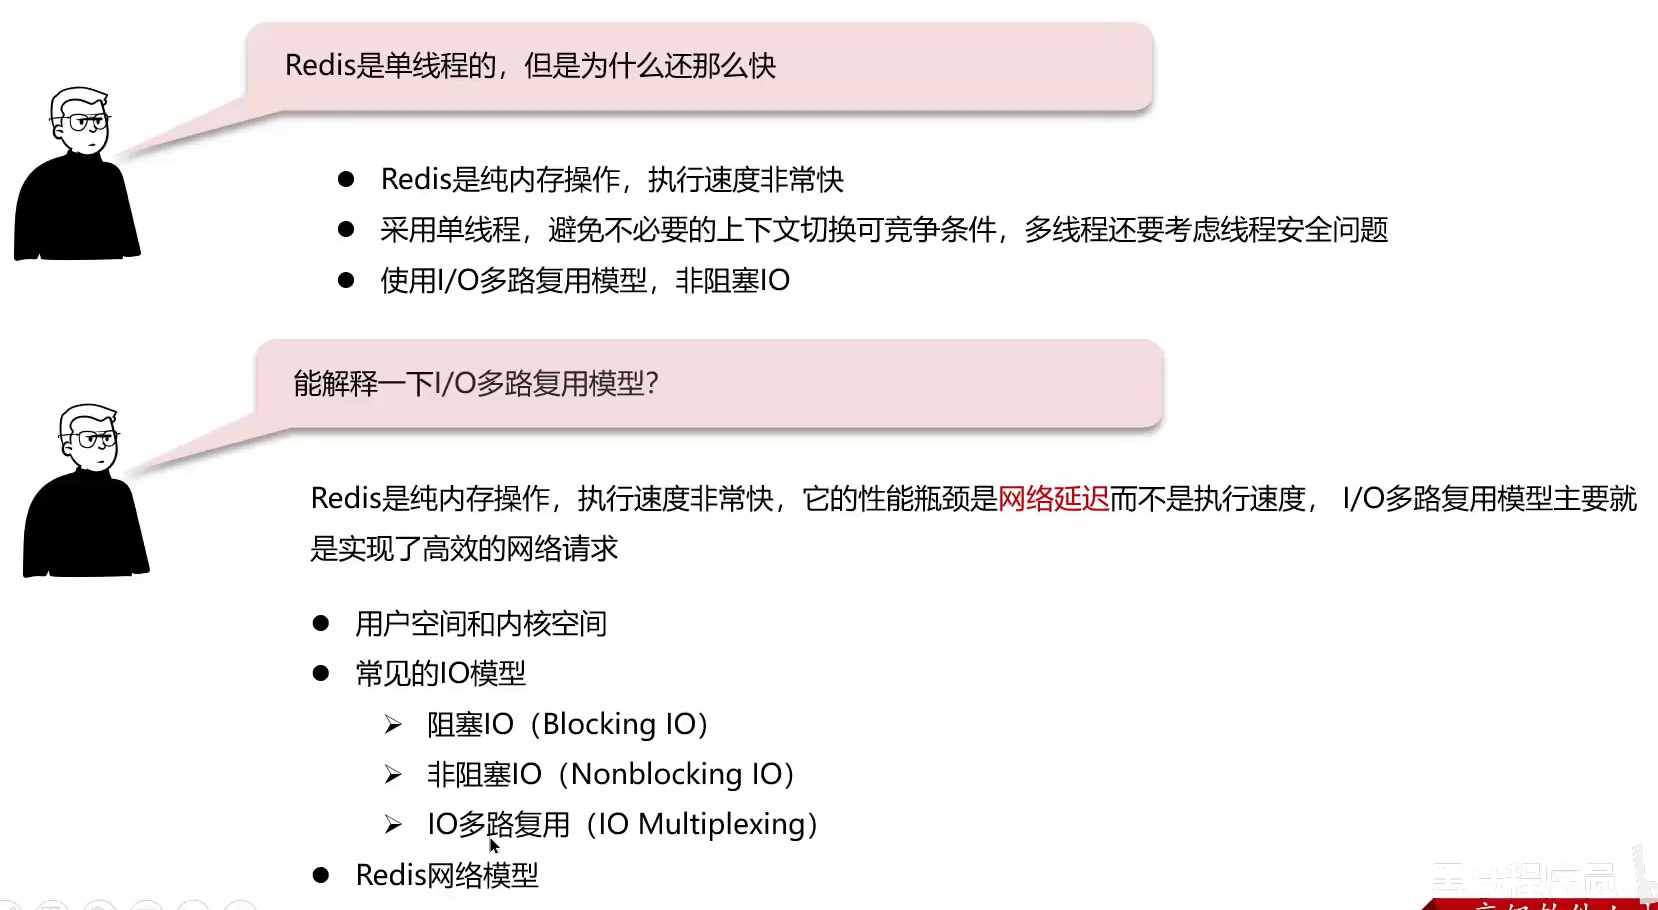 Redis是单线程的，但是为什么还那么快
Redis是纯内存操作，执行速度非常快
采用单线程，避免不必要的上下文切换可竞争条件，多线程还要考虑线程安全问题
使用I/O多路复用模型，非阻塞IO
能解释一下I/O多路复用模型？
Redis是纯内存操作，执行速度非常快，它的性能瓶颈是网络延迟而不是执行速度， I/O多路复用模型主要就
是实现了高效的网络请求
用户空间和内核空间
常见的IO模型
阻塞IO（Blocking IO）
非阻塞IO（Nonblocking IO）
IO多路复用（IO Multiplexing）
Redis网络模型
黑马程序员